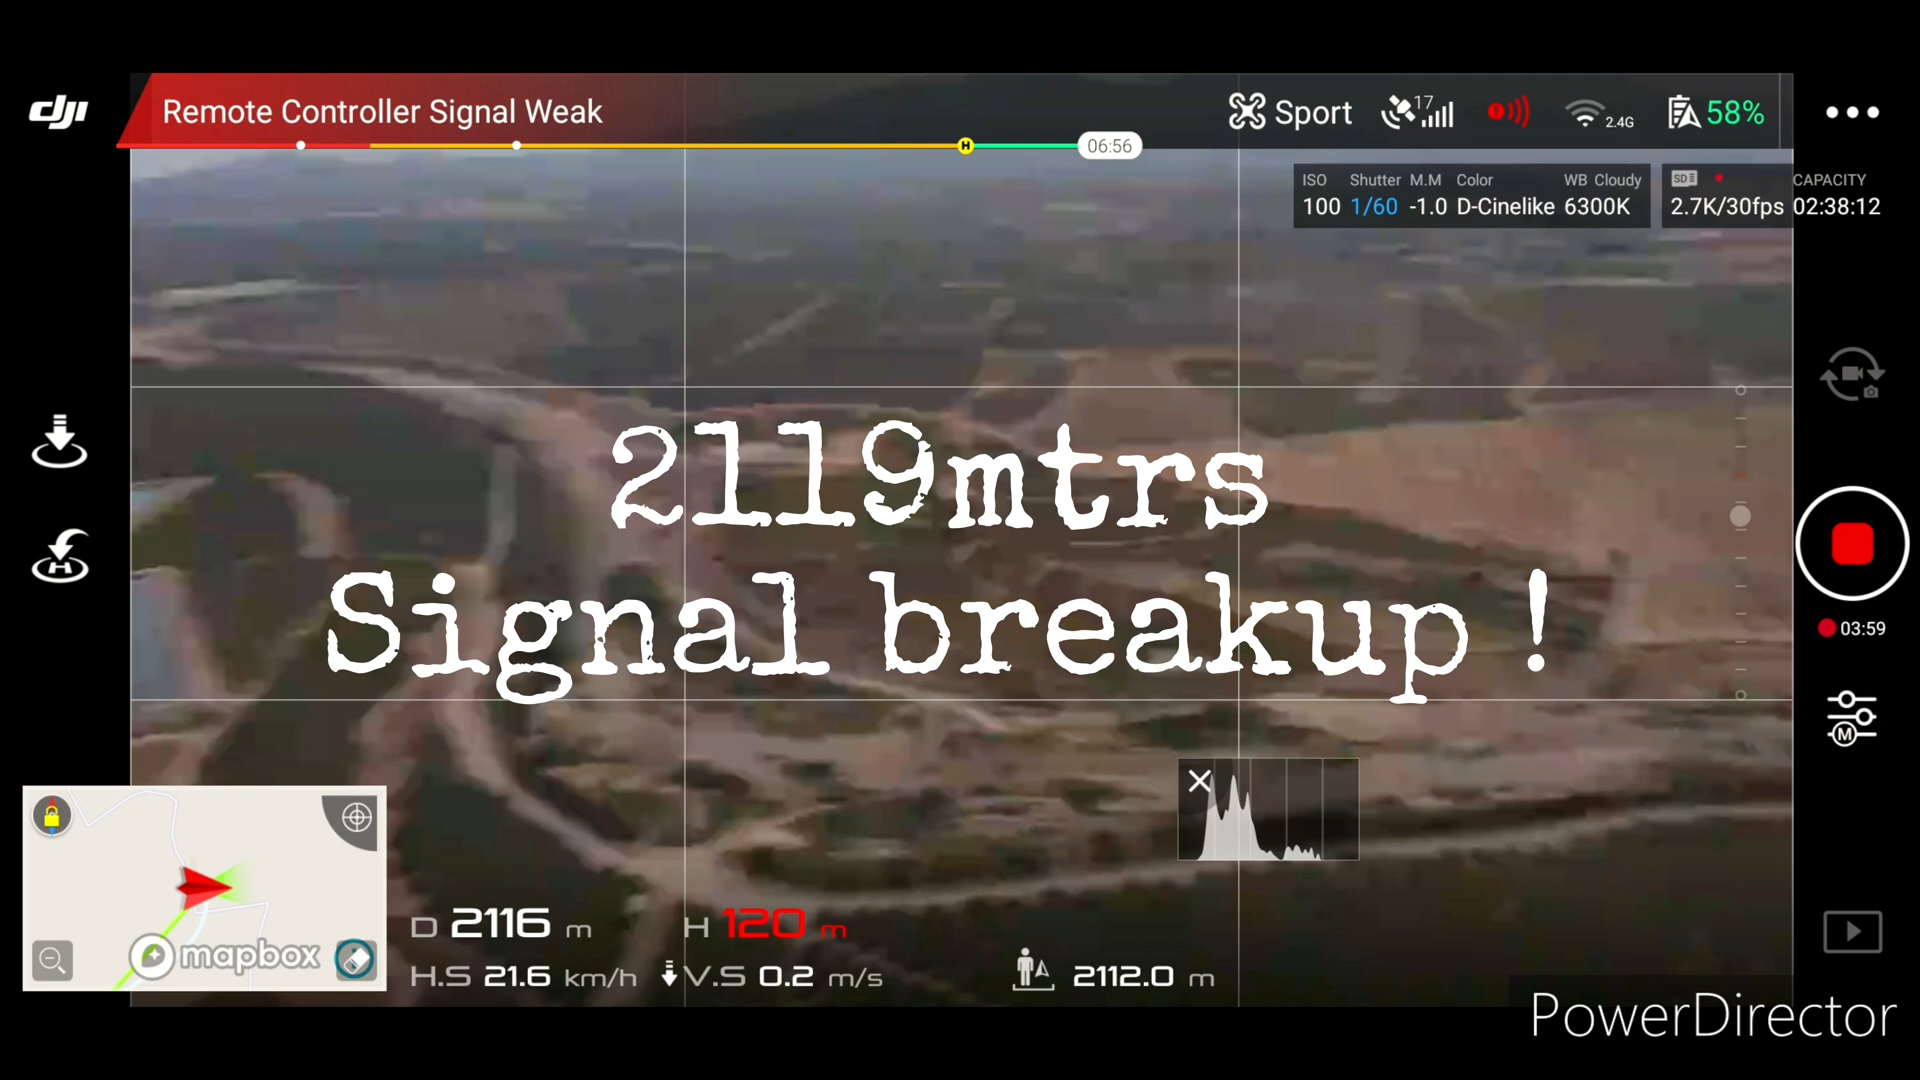 dji
Remote Controller Signal Weak
Sport
17
2.4G
58%
H
06:56
ISO Shutter M.M Color WB Cloudy
100 1/60 -1.0 D-Cinelike 6300K
SD CAPACITY
2.7K/30fps 02:38:12
2119mtrs
Signal breakup !
H
03:59
M
mapbox
D 2116 m H 120 m
H.S 21.6 km/h V.S 0.2 m/s 2112.0 m
PowerDirector